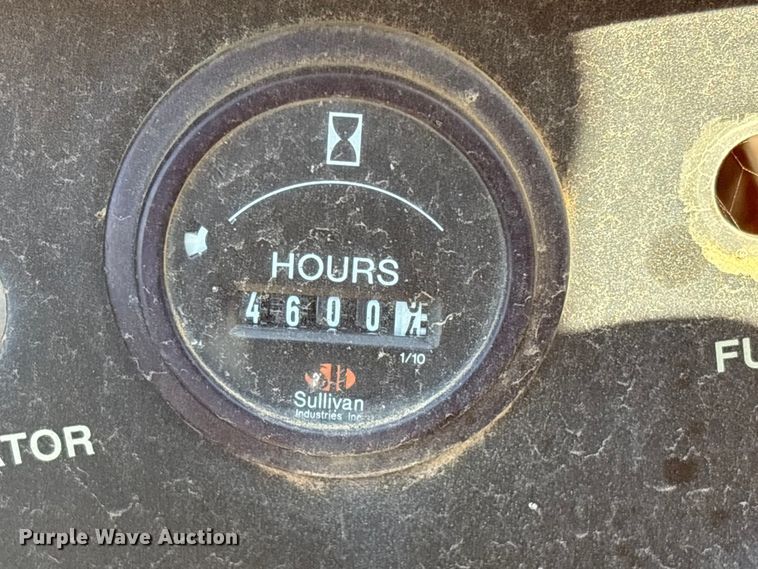 HOURS
4600
1/10
Sullivan
Industries Inc
FU
ATOR
Purple Wave Auction